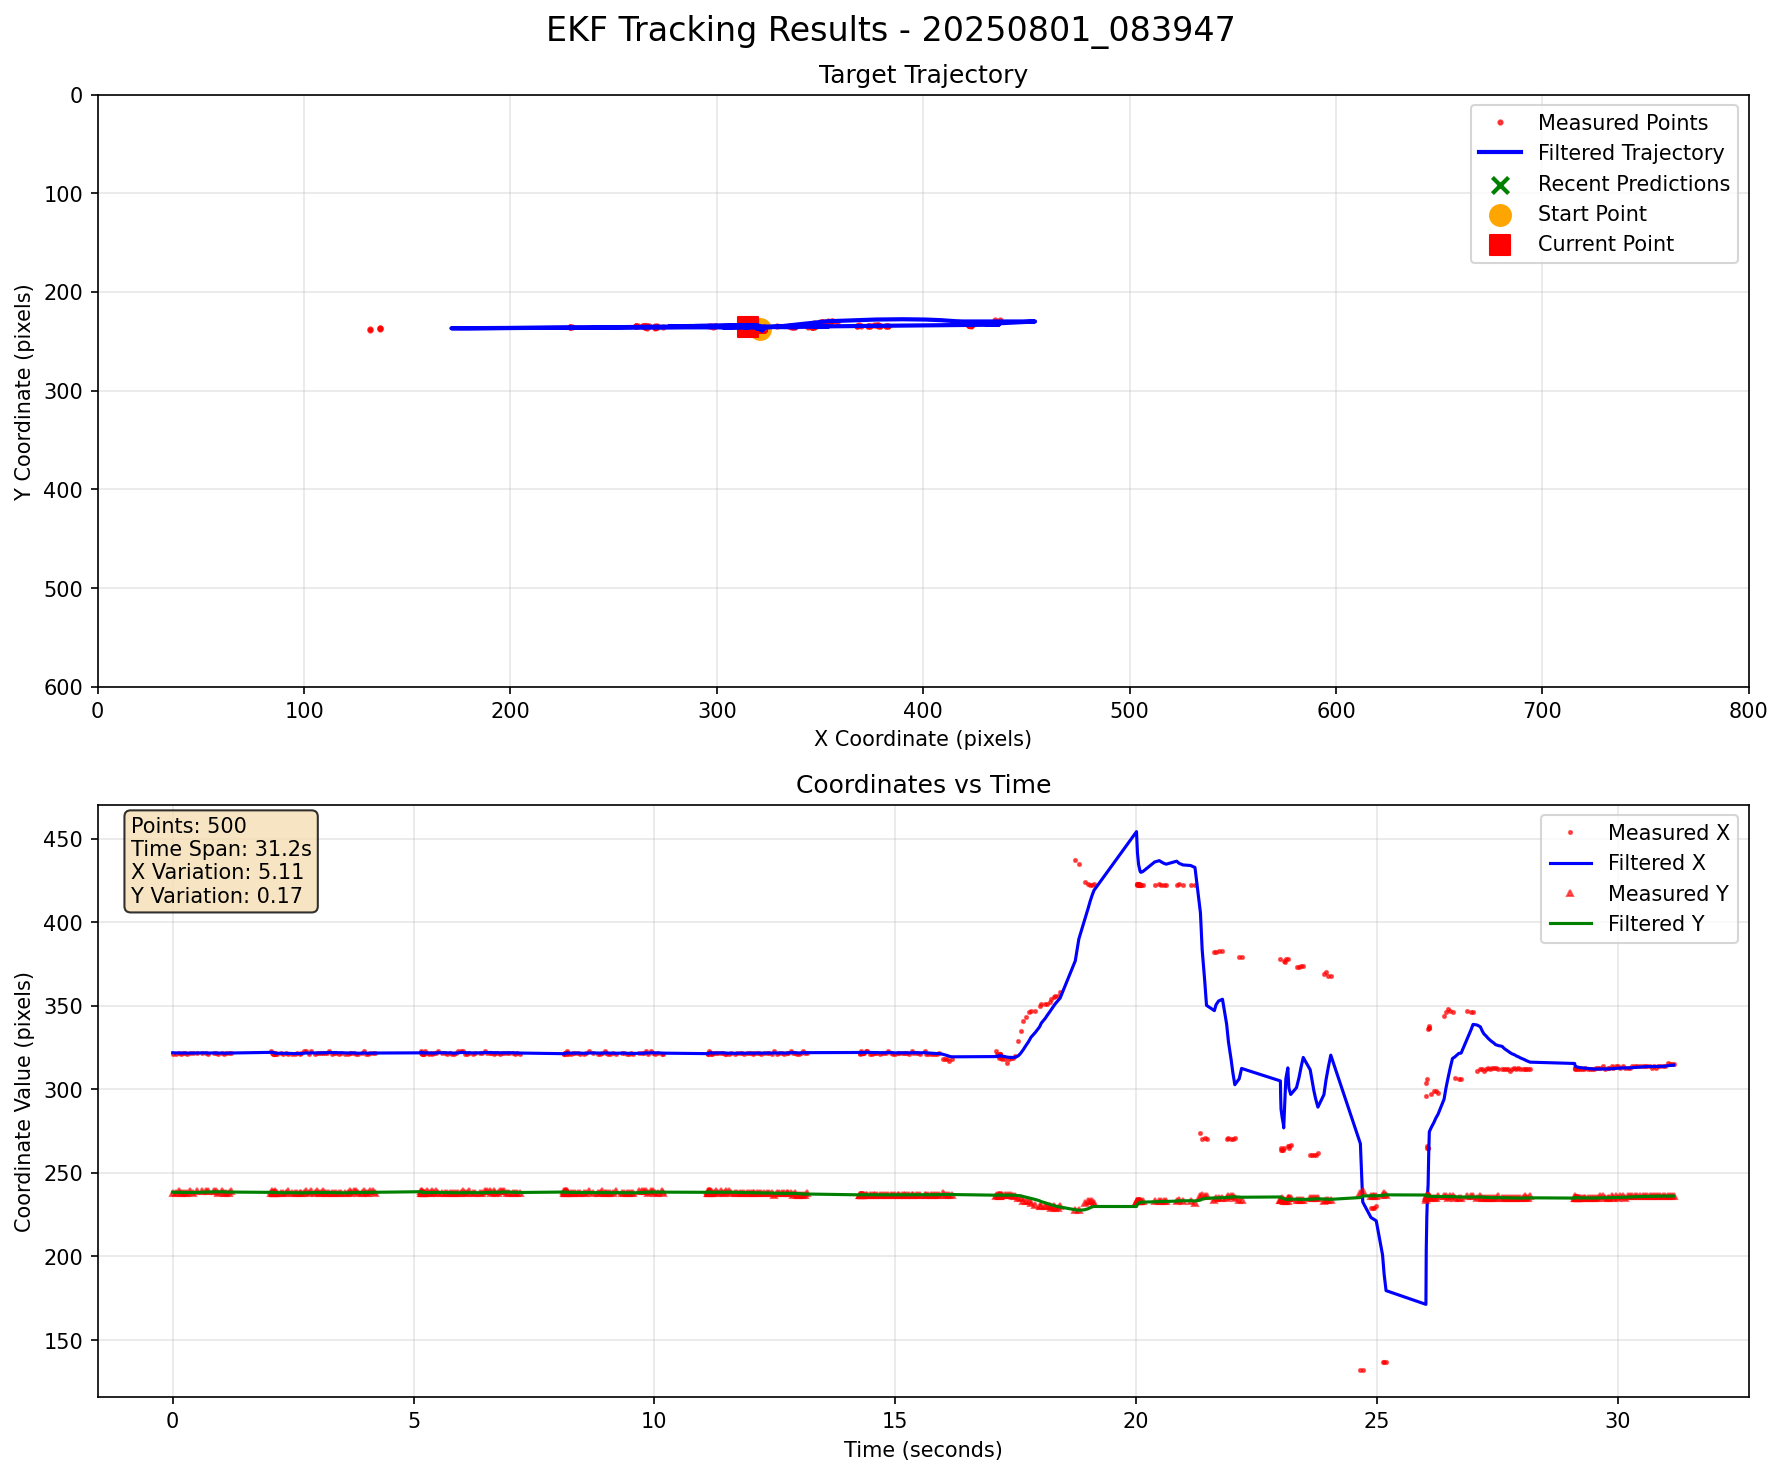 EKF Tracking Results - 20250801_083947
Target Trajectory
0
100
200
300
400
500
600
Y Coordinate (pixels)
0 100 200 300 400 500 600 700 800
X Coordinate (pixels)
Measured Points
Filtered Trajectory
Recent Predictions
Start Point
Current Point
Coordinates vs Time
450
400
350
300
250
200
150
Coordinate Value (pixels)
Points: 500
Time Span: 31.2s
X Variation: 5.11
Y Variation: 0.17
Measured X
Filtered X
Measured Y
Filtered Y
0 5 10 15 20 25 30
Time (seconds)